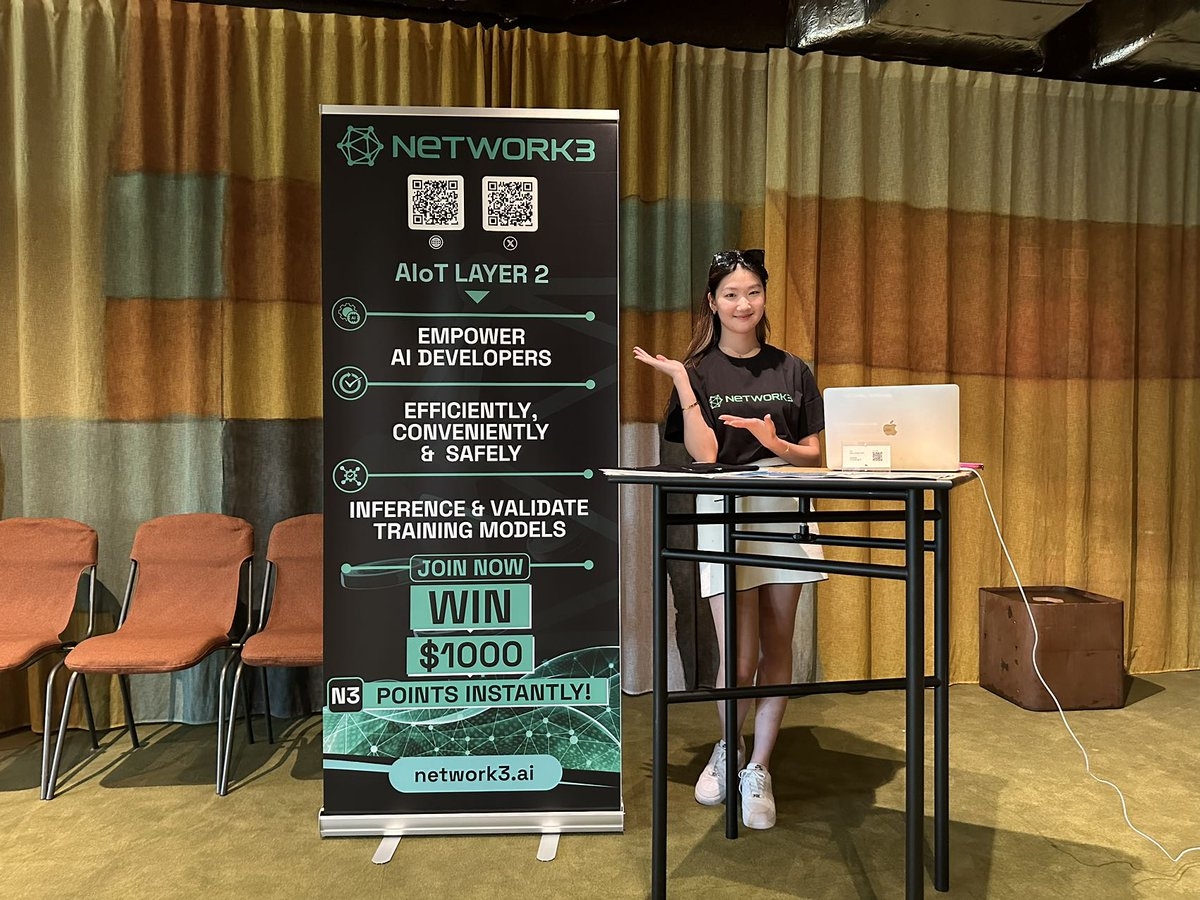 NETWORK3
AIoT LAYER 2
EMPOWER
AI DEVELOPERS
EFFICIENTLY,
CONVENIENTLY
& SAFELY
INFERENCE & VALIDATE
TRAINING MODELS
JOIN NOW
WIN
$1000
N3 POINTS INSTANTLY!
network3.ai
NETWORK3